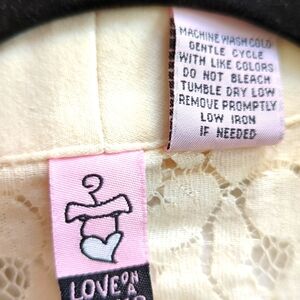 MACHINE WASH COLD
GENTLE CYCLE
WITH LIKE COLORS
DO NOT BLEACH
TUMBLE DRY LOW
REMOVE PROMPTLY
LOW IRON
IF NEEDED
LOVE ON
A